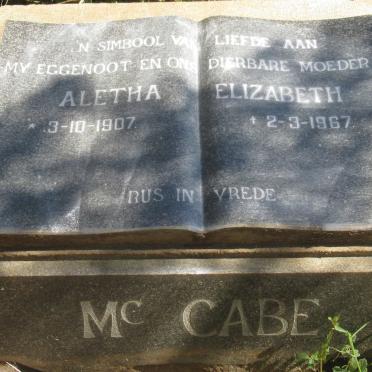 'N SIMBOOL VAN LIEFDE AAN
MY EGGENOOT EN ONS DIERBARE MOEDER
ALETHA ELIZABETH
* 3-10-1907 † 2-3-1967
RUS IN VREDE
Mc CABE